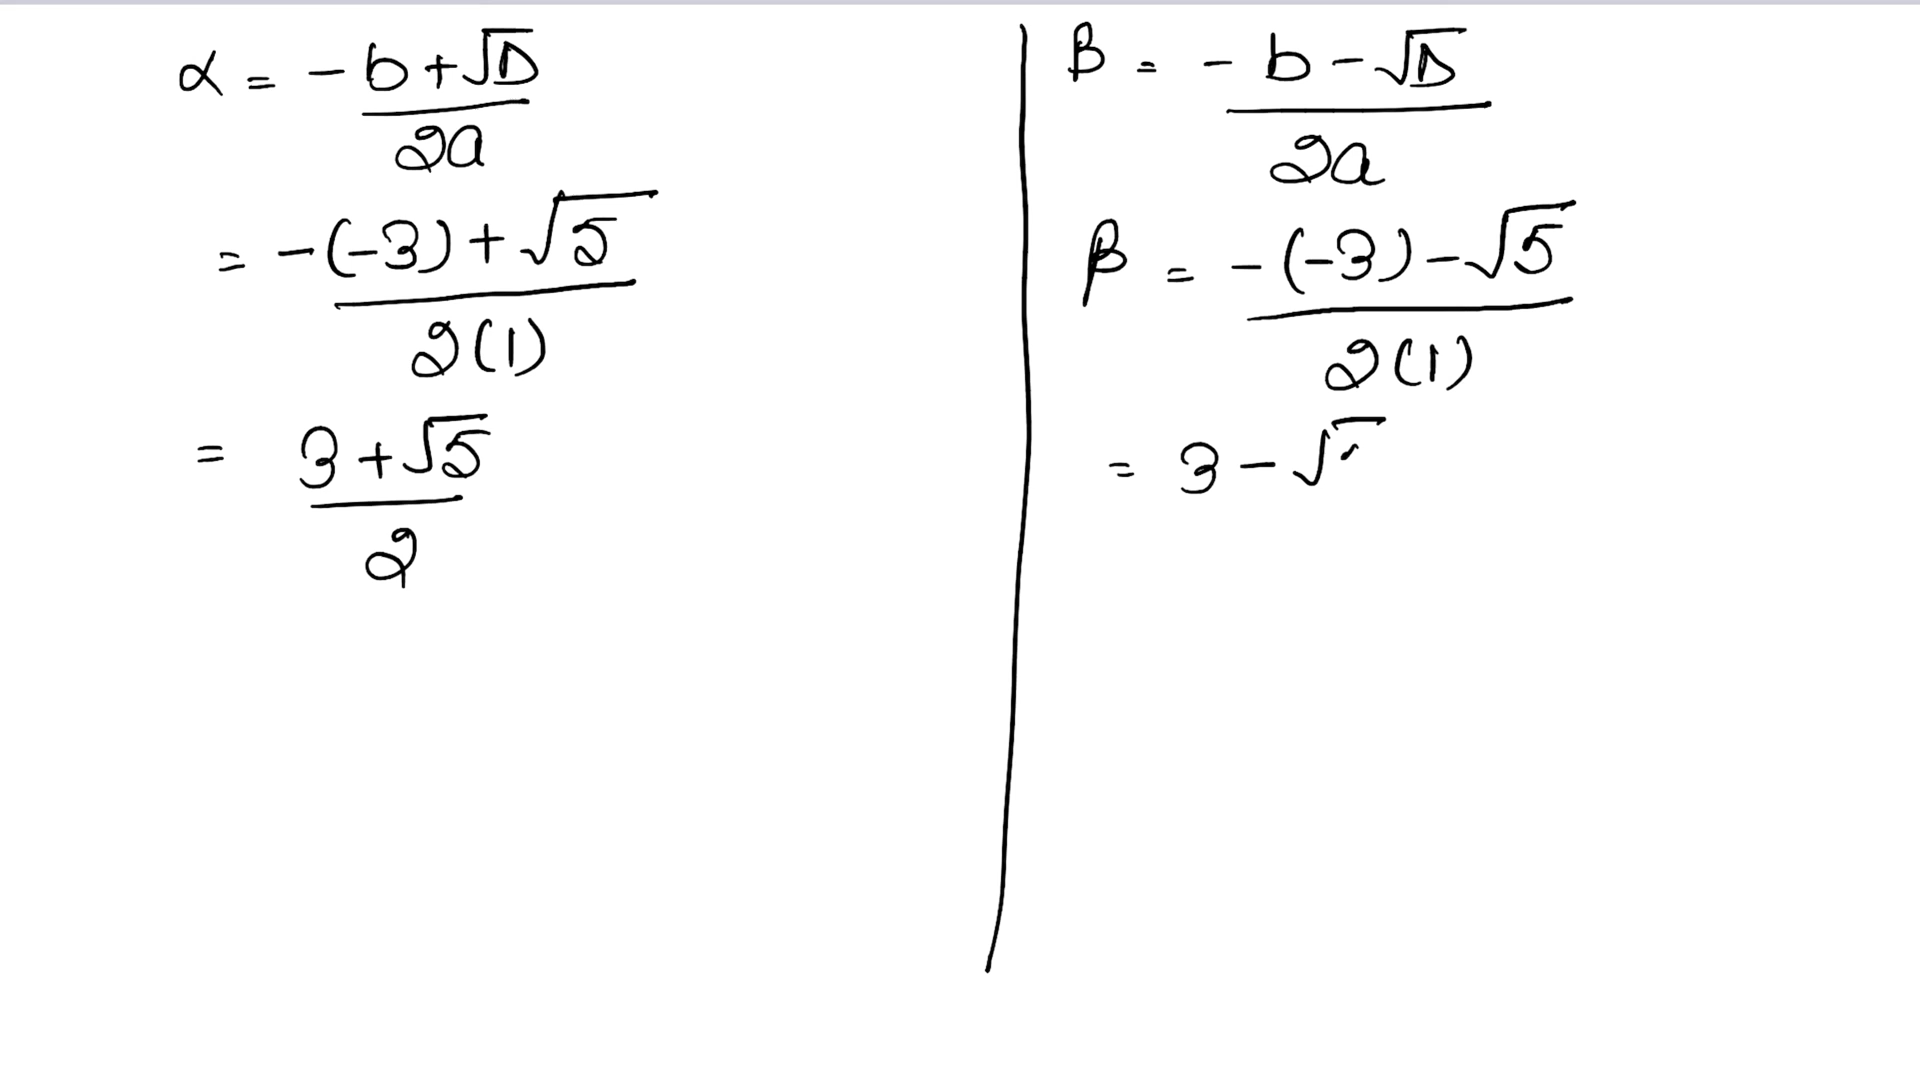 α = -b+√D
2a
= -(-3)+√5
2(1)
= 3+√5
2
β = -b-√D
2a
β = -(-3)-√5
2(1)
= 3-√